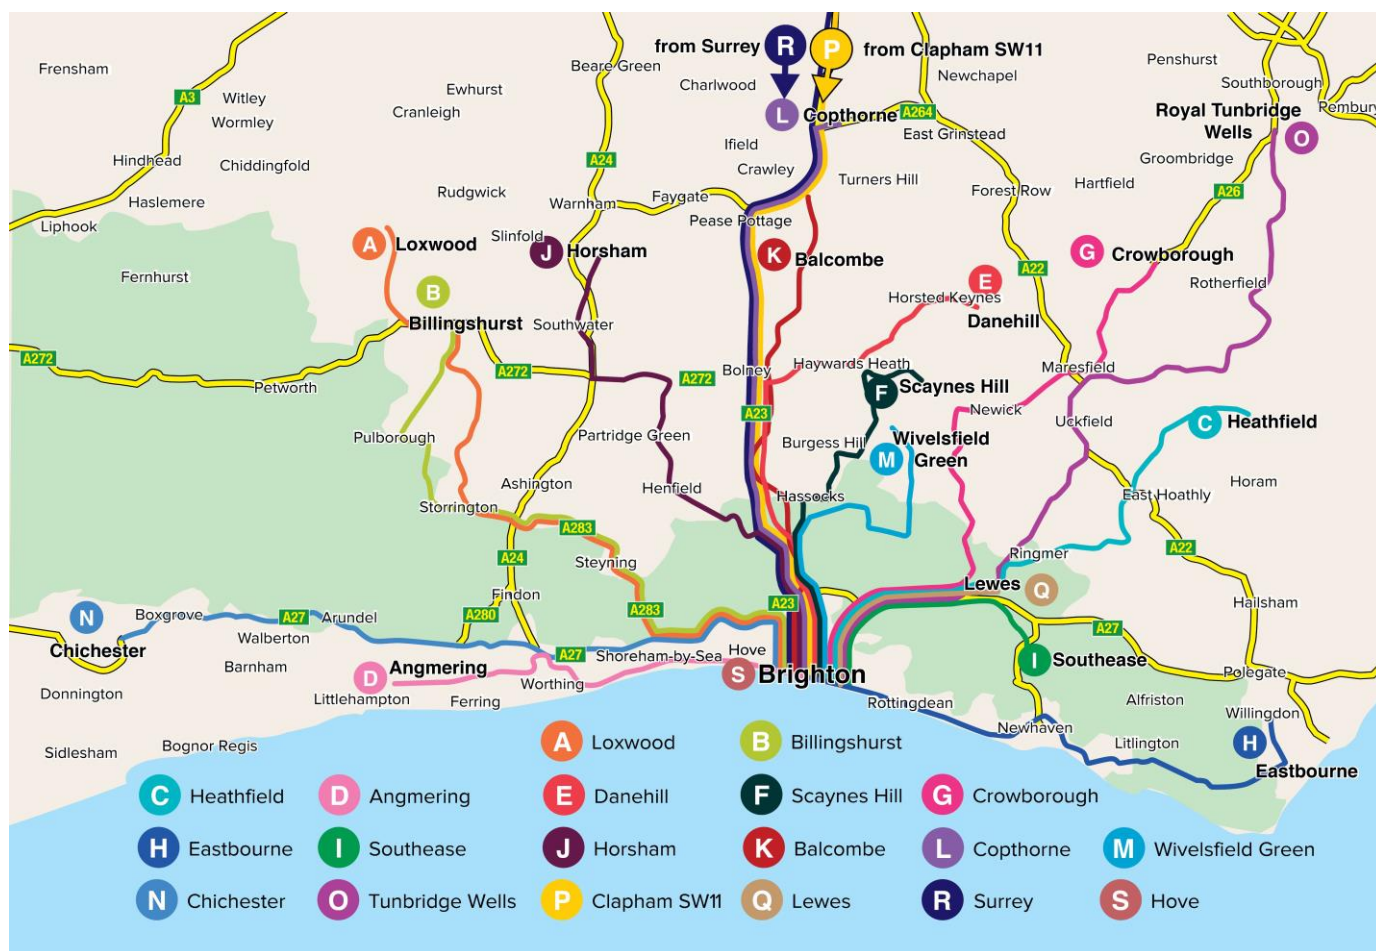 from Surrey
R
P
from Clapham SW11
Frensham
Beare Green
Charlwood
Newchapel
Penshurst
Southborough
A3
Witley
Wormley
Ewhurst
Cranleigh
L
Copthorne
A264
East Grinstead
Royal Tunbridge
Wells
Pembury
O
Hindhead
Chiddingfold
A24
Ifield
Crawley
Groombridge
Haslemere
Rudgwick
Warnham
Faygate
Turners Hill
Forest Row
Hartfield
A26
Liphook
Pease Pottage
A
Loxwood
Slinfold
J
Horsham
K
Balcombe
G
Crowborough
Fernhurst
B
Horsted Keynes
E
A22
Rotherfield
Billingshurst
Southwater
Danehill
A272
Petworth
A272
A272
Bolney
Haywards Heath
Maresfield
F
Scaynes Hill
A23
Newick
Uckfield
C
Heathfield
Pulborough
Partridge Green
Burgess Hill
M
Wivelsfield
Green
Ashington
Henfield
Hassocks
East Hoathly
Horam
Storrington
A283
A24
Steyning
Ringmer
A22
Lewes
Q
Findon
N
Boxgrove
A27
Arundel
A280
A283
A23
Hailsham
Chichester
Walberton
A27
Shoreham-by-Sea
Hove
A27
Barnham
D
Angmering
S
Brighton
I
Southease
Polegate
Donnington
Littlehampton
Ferring
Worthing
Rottingdean
Alfriston
Willingdon
Newhaven
Litlington
H
Eastbourne
Sidlesham
Bognor Regis
A Loxwood
B Billingshurst
C Heathfield
D Angmering
E Danehill
F Scaynes Hill
G Crowborough
H Eastbourne
I Southease
J Horsham
K Balcombe
L Copthorne
M Wivelsfield Green
N Chichester
O Tunbridge Wells
P Clapham SW11
Q Lewes
R Surrey
S Hove